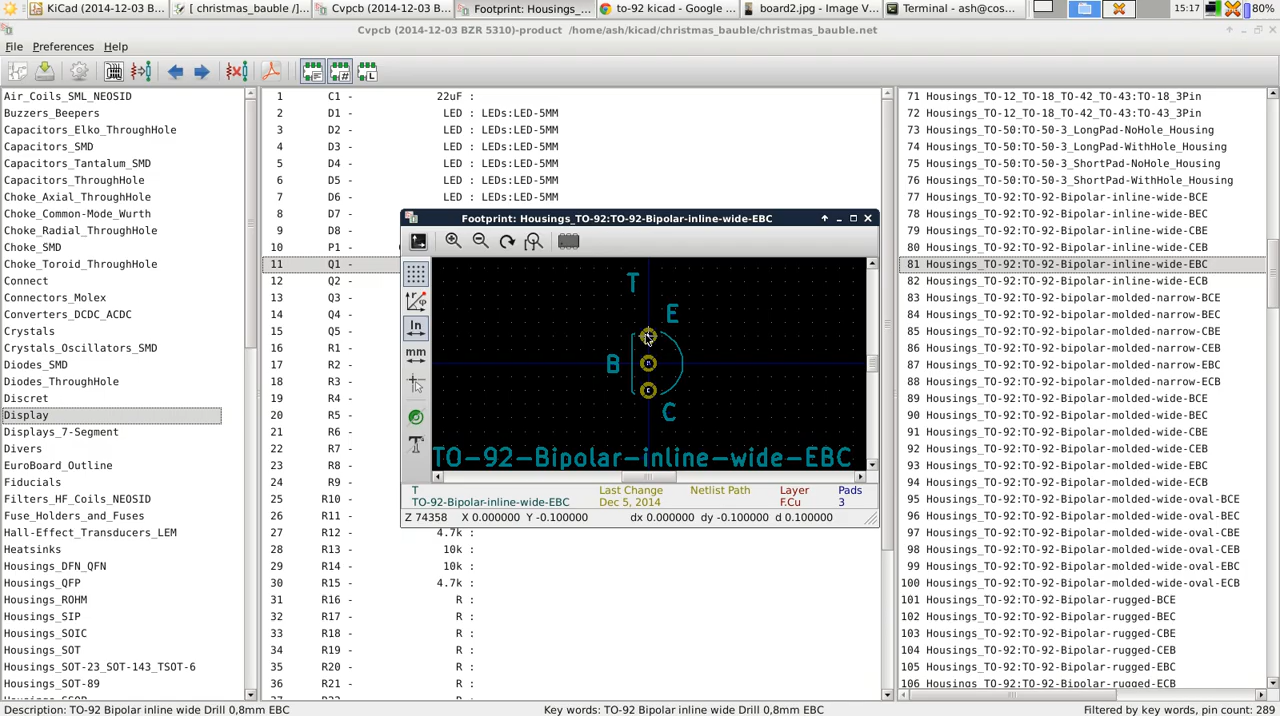 KiCad (2014-12-03 B...
[ christmas_bauble /]...
Cvpcb (2014-12-03 B...
Footprint: Housings_...
to-92 kicad - Google ...
board2.jpg - Image V...
Terminal - ash@cos...
15:17
80%
Cvpcb (2014-12-03 BZR 5310)-product /home/ash/kicad/christmas_bauble/christmas_bauble.net
File Preferences Help
Air_Coils_SML_NEOSID
Buzzers_Beepers
Capacitors_Elko_ThroughHole
Capacitors_SMD
Capacitors_Tantalum_SMD
Capacitors_ThroughHole
Choke_Axial_ThroughHole
Choke_Common-Mode_Wurth
Choke_Radial_ThroughHole
Choke_SMD
Choke_Toroid_ThroughHole
Connect
Connectors_Molex
Converters_DCDC_ACDC
Crystals
Crystals_Oscillators_SMD
Diodes_SMD
Diodes_ThroughHole
Discret
Display
Displays_7-Segment
Divers
EuroBoard_Outline
Fiducials
Filters_HF_Coils_NEOSID
Fuse_Holders_and_Fuses
Hall-Effect_Transducers_LEM
Heatsinks
Housings_DFN_QFN
Housings_QFP
Housings_ROHM
Housings_SIP
Housings_SOIC
Housings_SOT
Housings_SOT-23_SOT-143_TSOT-6
Housings_SOT-89
1 C1 - 22uF :
2 D1 - LED : LEDs:LED-5MM
3 D2 - LED : LEDs:LED-5MM
4 D3 - LED : LEDs:LED-5MM
5 D4 - LED : LEDs:LED-5MM
6 D5 - LED : LEDs:LED-5MM
7 D6 - LED : LEDs:LED-5MM
8 D7 -
9 D8 -
10 P1 -
11 Q1 -
12 Q2 -
13 Q3 -
14 Q4 -
15 Q5 -
16 R1 -
17 R2 -
18 R3 -
19 R4 -
20 R5 -
21 R6 -
22 R7 -
23 R8 -
24 R9 -
25 R10 -
26 R11 -
27 R12 - 4.7k :
28 R13 - 10k :
29 R14 - 10k :
30 R15 - 4.7k :
31 R16 - R :
32 R17 - R :
33 R18 - R :
34 R19 - R :
35 R20 - R :
36 R21 - R :
Footprint: Housings_TO-92:TO-92-Bipolar-inline-wide-EBC
In
mm
T
E
B
C
TO-92-Bipolar-inline-wide-EBC
T
TO-92-Bipolar-inline-wide-EBC
Last Change
Dec 5, 2014
Netlist Path
Layer
F.Cu
Pads
3
Z 74358 X 0.000000 Y -0.100000 dx 0.000000 dy -0.100000 d 0.100000
71 Housings_TO-12_TO-18_TO-42_TO-43:TO-18_3Pin
72 Housings_TO-12_TO-18_TO-42_TO-43:TO-43_3Pin
73 Housings_TO-50:TO-50-3_LongPad-NoHole_Housing
74 Housings_TO-50:TO-50-3_LongPad-WithHole_Housing
75 Housings_TO-50:TO-50-3_ShortPad-NoHole_Housing
76 Housings_TO-50:TO-50-3_ShortPad-WithHole_Housing
77 Housings_TO-92:TO-92-Bipolar-inline-wide-BCE
78 Housings_TO-92:TO-92-Bipolar-inline-wide-BEC
79 Housings_TO-92:TO-92-Bipolar-inline-wide-CBE
80 Housings_TO-92:TO-92-Bipolar-inline-wide-CEB
81 Housings_TO-92:TO-92-Bipolar-inline-wide-EBC
82 Housings_TO-92:TO-92-Bipolar-inline-wide-ECB
83 Housings_TO-92:TO-92-bipolar-molded-narrow-BCE
84 Housings_TO-92:TO-92-bipolar-molded-narrow-BEC
85 Housings_TO-92:TO-92-bipolar-molded-narrow-CBE
86 Housings_TO-92:TO-92-bipolar-molded-narrow-CEB
87 Housings_TO-92:TO-92-bipolar-molded-narrow-EBC
88 Housings_TO-92:TO-92-bipolar-molded-narrow-ECB
89 Housings_TO-92:TO-92-Bipolar-molded-wide-BCE
90 Housings_TO-92:TO-92-Bipolar-molded-wide-BEC
91 Housings_TO-92:TO-92-Bipolar-molded-wide-CBE
92 Housings_TO-92:TO-92-Bipolar-molded-wide-CEB
93 Housings_TO-92:TO-92-Bipolar-molded-wide-EBC
94 Housings_TO-92:TO-92-Bipolar-molded-wide-ECB
95 Housings_TO-92:TO-92-Bipolar-molded-wide-oval-BCE
96 Housings_TO-92:TO-92-Bipolar-molded-wide-oval-BEC
97 Housings_TO-92:TO-92-Bipolar-molded-wide-oval-CBE
98 Housings_TO-92:TO-92-Bipolar-molded-wide-oval-CEB
99 Housings_TO-92:TO-92-Bipolar-molded-wide-oval-EBC
100 Housings_TO-92:TO-92-Bipolar-molded-wide-oval-ECB
101 Housings_TO-92:TO-92-Bipolar-rugged-BCE
102 Housings_TO-92:TO-92-Bipolar-rugged-BEC
103 Housings_TO-92:TO-92-Bipolar-rugged-CBE
104 Housings_TO-92:TO-92-Bipolar-rugged-CEB
105 Housings_TO-92:TO-92-Bipolar-rugged-EBC
106 Housings_TO-92:TO-92-Bipolar-rugged-ECB
Description: TO-92 Bipolar inline wide Drill 0,8mm EBC
Key words: TO-92 Bipolar inline wide Drill 0,8mm EBC
Filtered by key words, pin count: 289